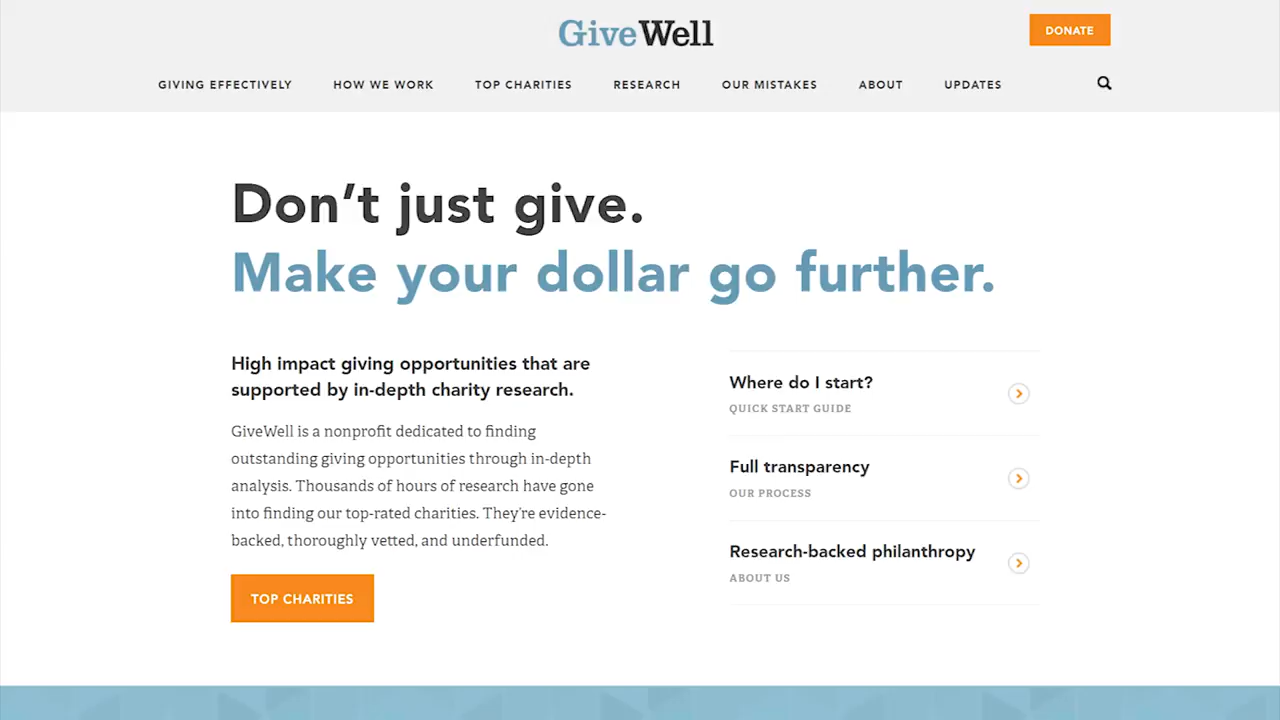 GiveWell
DONATE
GIVING EFFECTIVELY HOW WE WORK TOP CHARITIES RESEARCH OUR MISTAKES ABOUT UPDATES
Don't just give.
Make your dollar go further.
High impact giving opportunities that are
supported by in-depth charity research.
GiveWell is a nonprofit dedicated to finding
outstanding giving opportunities through in-depth
analysis. Thousands of hours of research have gone
into finding our top-rated charities. They're evidence-
backed, thoroughly vetted, and underfunded.
TOP CHARITIES
Where do I start?
QUICK START GUIDE
Full transparency
OUR PROCESS
Research-backed philanthropy
ABOUT US